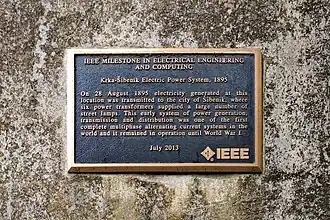 IEEE MILESTONE IN ELECTRICAL ENGINEERING
AND COMPUTING
Krka-Šibenik Electric Power System, 1895
On 28 August 1895 electricity generated at this
location was transmitted to the city of Šibenik, where
six power transformers supplied a large number of
street lamps. This early system of power generation,
transmission and distribution was one of the first
complete multiphase alternating current systems in the
world and it remained in operation until World War I.
July 2013
IEEE